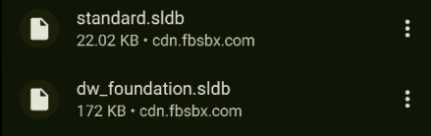 standard.sldb
22.02 KB • cdn.fbsbx.com
dw_foundation.sldb
172 KB • cdn.fbsbx.com